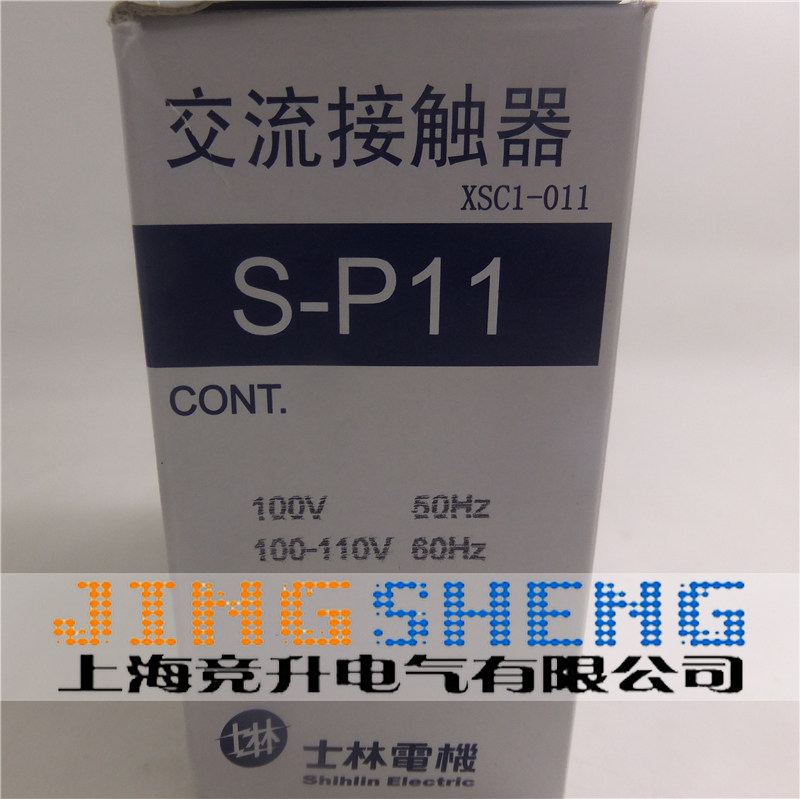 交流接触器
XSC1-011
S-P11
CONT.
100V 50Hz
100-110V 60Hz
JINGSHENG
上海竞升电气有限公司
士林 士林電機
Shihlin Electric